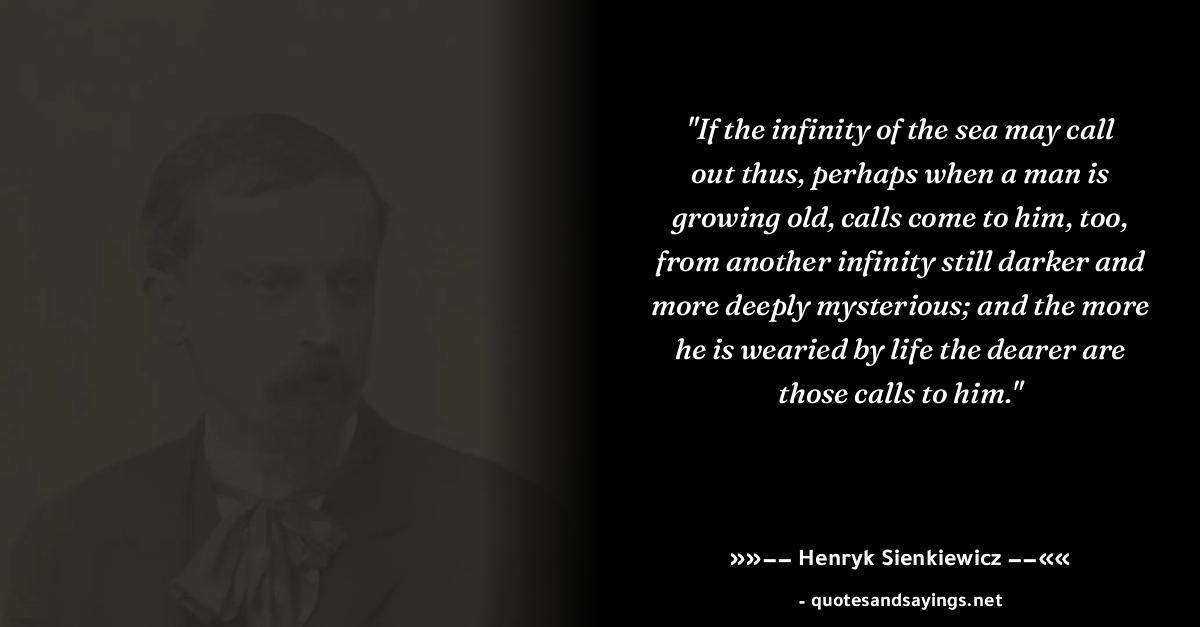 "If the infinity of the sea may call
out thus, perhaps when a man is
growing old, calls come to him, too,
from another infinity still darker and
more deeply mysterious; and the more
he is wearied by life the dearer are
those calls to him."
»»−− Henryk Sienkiewicz −−««
- quotesandsayings.net